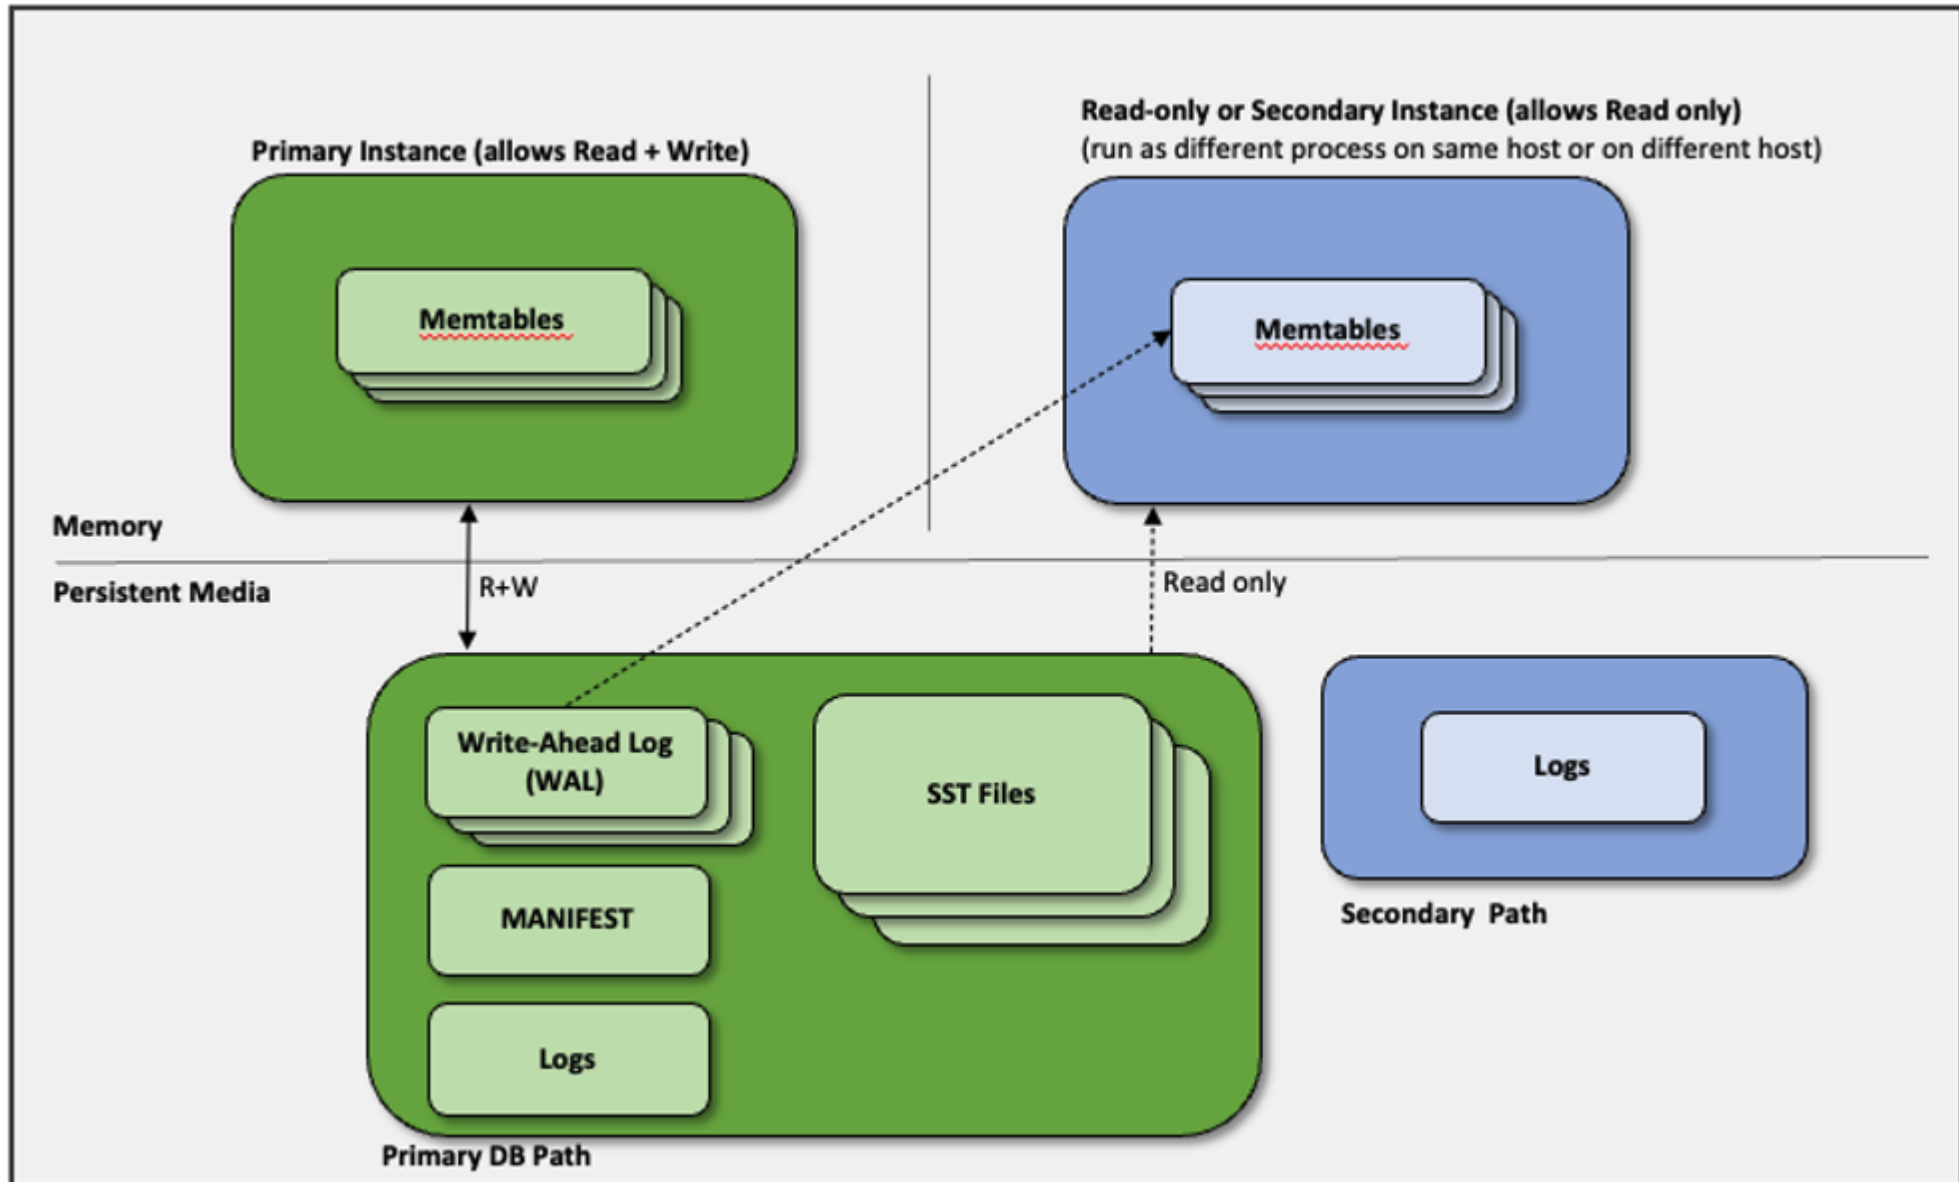 Primary Instance (allows Read + Write)
Read-only or Secondary Instance (allows Read only)
(run as different process on same host or on different host)
Memtables
Memtables
Memory
Persistent Media
R+W
Read only
Write-Ahead Log
(WAL)
SST Files
Logs
MANIFEST
Secondary  Path
Logs
Primary DB Path